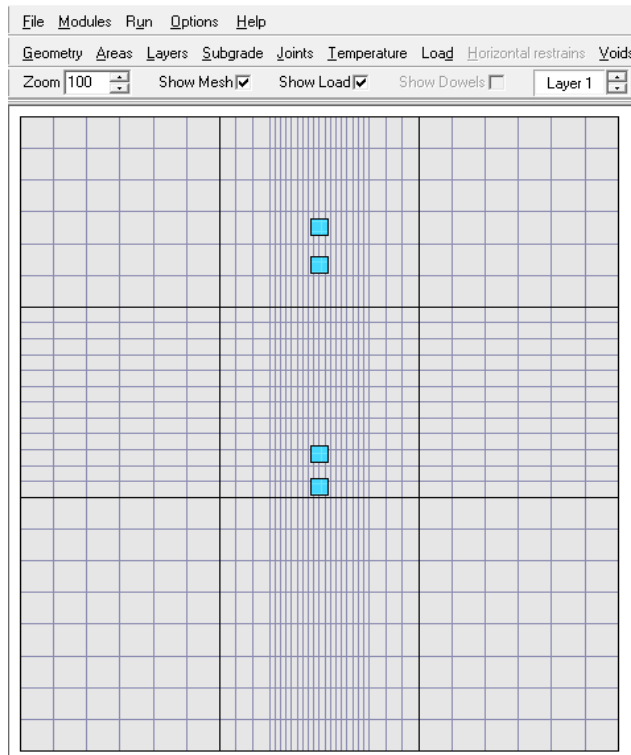 File Modules Run Options Help
Geometry Areas Layers Subgrade Joints Temperature Load Horizontal restrains Voids
Zoom 100 Show Mesh Show Load Show Dowels Layer 1